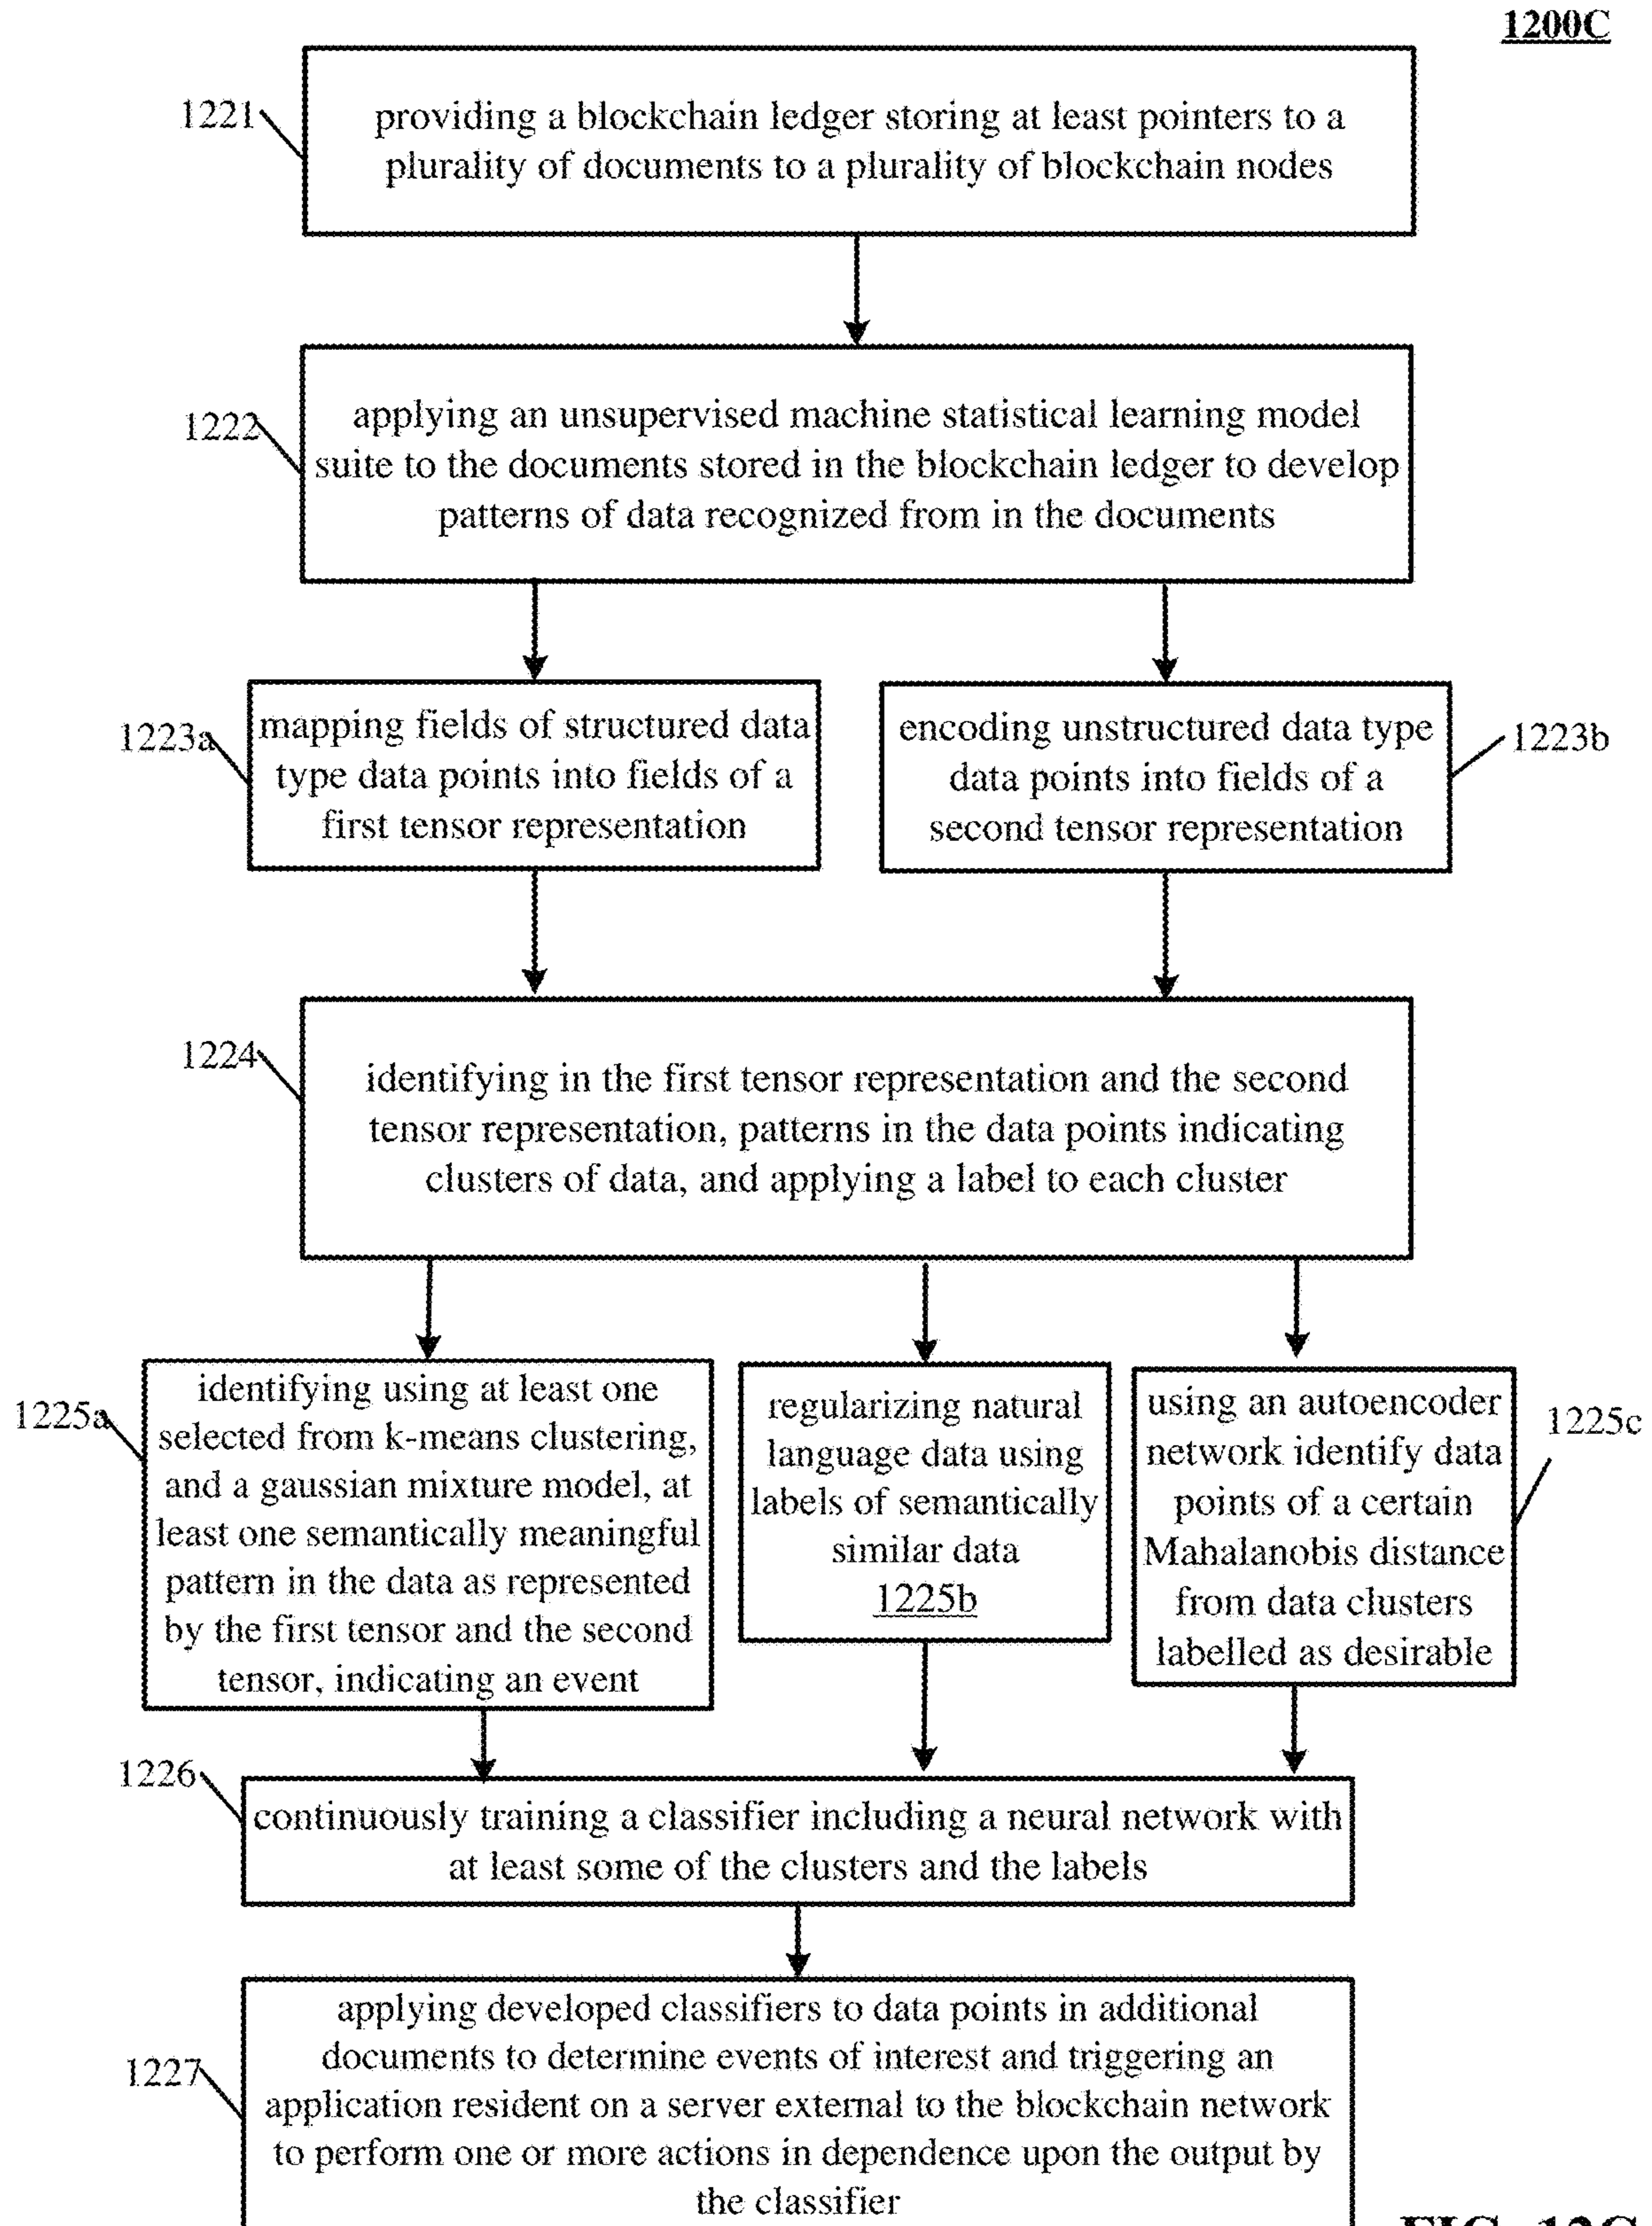 1200C
1221
providing a blockchain ledger storing at least pointers to a
plurality of documents to a plurality of blockchain nodes
1222
applying an unsupervised machine statistical learning model
suite to the documents stored in the blockchain ledger to develop
patterns of data recognized from in the documents
1223a
mapping fields of structured data
type data points into fields of a
first tensor representation
encoding unstructured data type
data points into fields of a
second tensor representation
1223b
1224
identifying in the first tensor representation and the second
tensor representation, patterns in the data points indicating
clusters of data, and applying a label to each cluster
1225a
identifying using at least one
selected from k-means clustering,
and a gaussian mixture model, at
least one semantically meaningful
pattern in the data as represented
by the first tensor and the second
tensor, indicating an event
regularizing natural
language data using
labels of semantically
similar data
1225b
using an autoencoder
network identify data
points of a certain
Mahalanobis distance
from data clusters
labelled as desirable
1225c
1226
continuously training a classifier including a neural network with
at least some of the clusters and the labels
1227
applying developed classifiers to data points in additional
documents to determine events of interest and triggering an
application resident on a server external to the blockchain network
to perform one or more actions in dependence upon the output by
the classifier